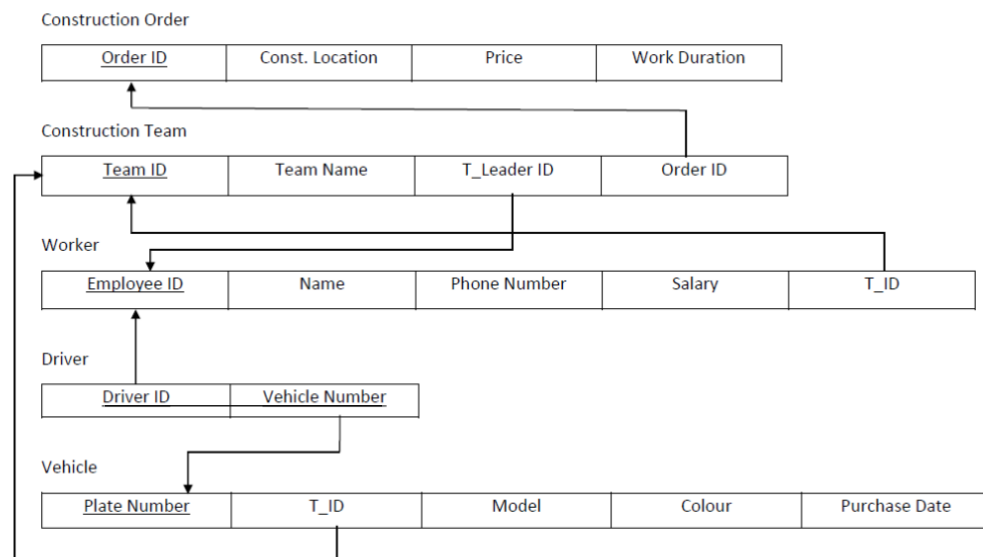 Construction Order
Order ID Const. Location Price Work Duration
Construction Team
Team ID Team Name T_Leader ID Order ID
Worker
Employee ID Name Phone Number Salary T_ID
Driver
Driver ID Vehicle Number
Vehicle
Plate Number T_ID Model Colour Purchase Date